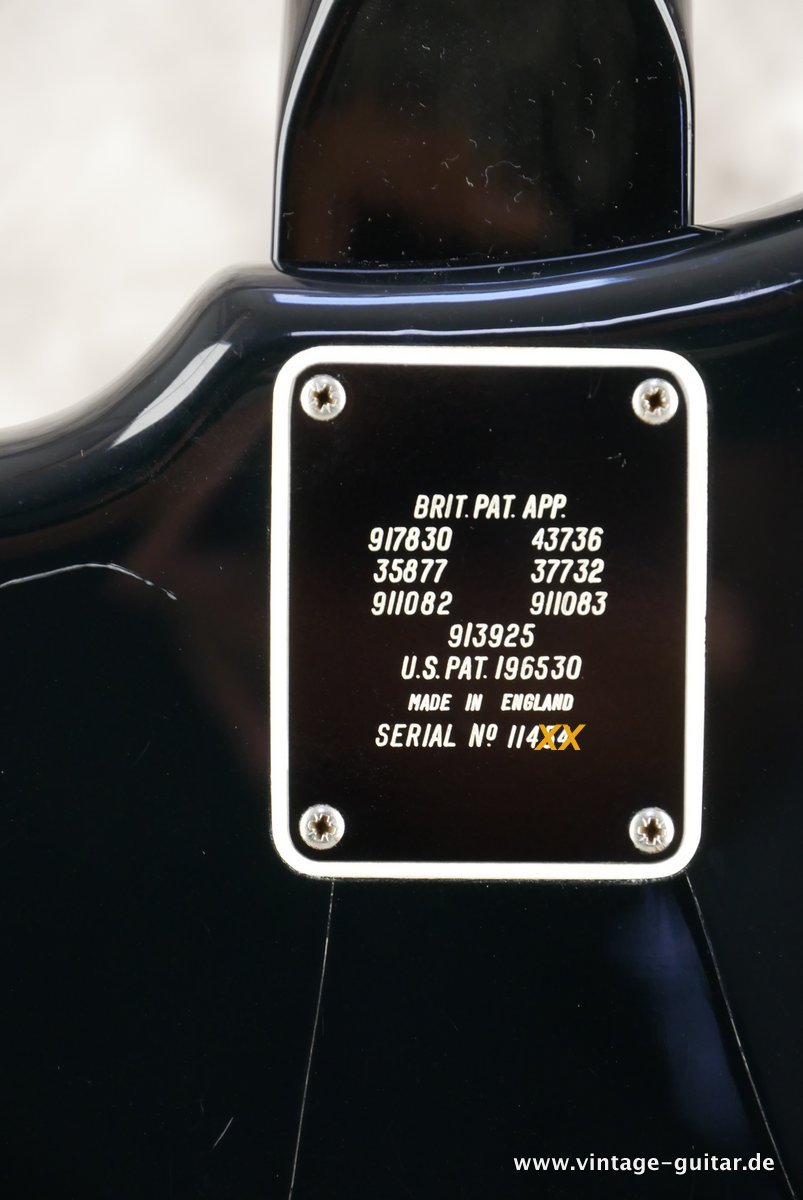 BRIT. PAT. APP.
917830 43736
35877 37732
911082 911083
913925
U.S. PAT. 196530
MADE IN ENGLAND
SERIAL Nº 114XX
www.vintage-guitar.de